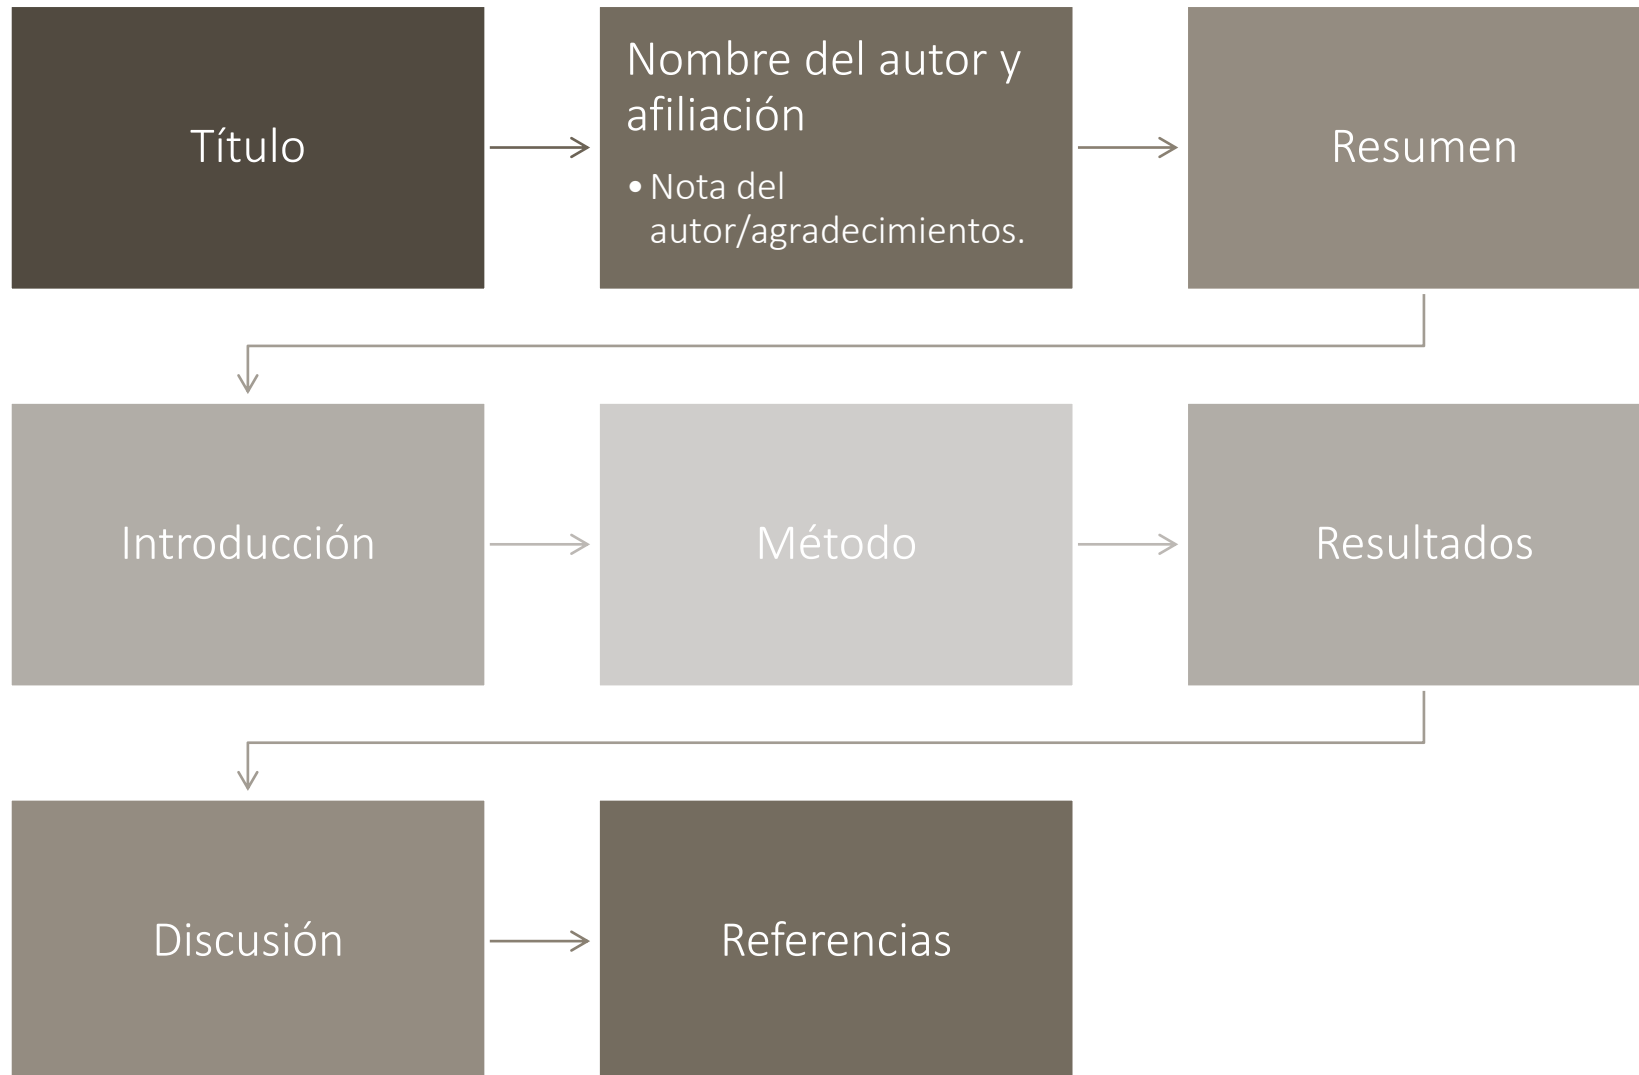 Título
Nombre del autor y
afiliación
• Nota del
autor/agradecimientos.
Resumen
Introducción
Método
Resultados
Discusión
Referencias